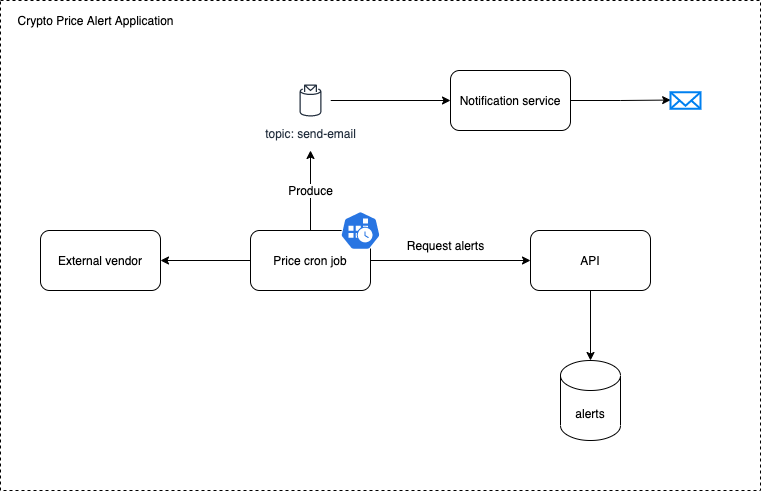 Crypto Price Alert Application
Notification service
topic: send-email
Produce
External vendor
Price cron job
Request alerts
API
alerts